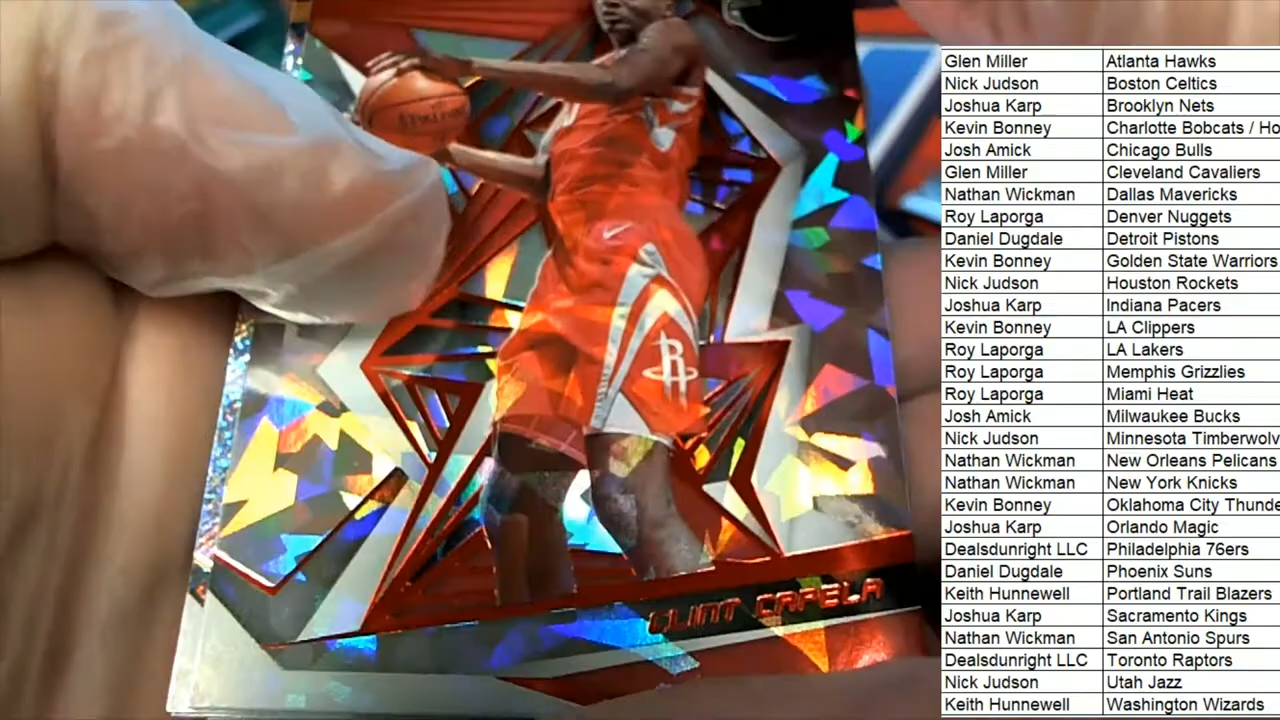 SPALDING
R
CLINT CAPELA
Glen Miller Atlanta Hawks
Nick Judson Boston Celtics
Joshua Karp Brooklyn Nets
Kevin Bonney Charlotte Bobcats / Ho
Josh Amick Chicago Bulls
Glen Miller Cleveland Cavaliers
Nathan Wickman Dallas Mavericks
Roy Laporga Denver Nuggets
Daniel Dugdale Detroit Pistons
Kevin Bonney Golden State Warriors
Nick Judson Houston Rockets
Joshua Karp Indiana Pacers
Kevin Bonney LA Clippers
Roy Laporga LA Lakers
Roy Laporga Memphis Grizzlies
Roy Laporga Miami Heat
Josh Amick Milwaukee Bucks
Nick Judson Minnesota Timberwolv
Nathan Wickman New Orleans Pelicans
Nathan Wickman New York Knicks
Kevin Bonney Oklahoma City Thunde
Joshua Karp Orlando Magic
Dealsdunright LLC Philadelphia 76ers
Daniel Dugdale Phoenix Suns
Keith Hunnewell Portland Trail Blazers
Joshua Karp Sacramento Kings
Nathan Wickman San Antonio Spurs
Dealsdunright LLC Toronto Raptors
Nick Judson Utah Jazz
Keith Hunnewell Washington Wizards